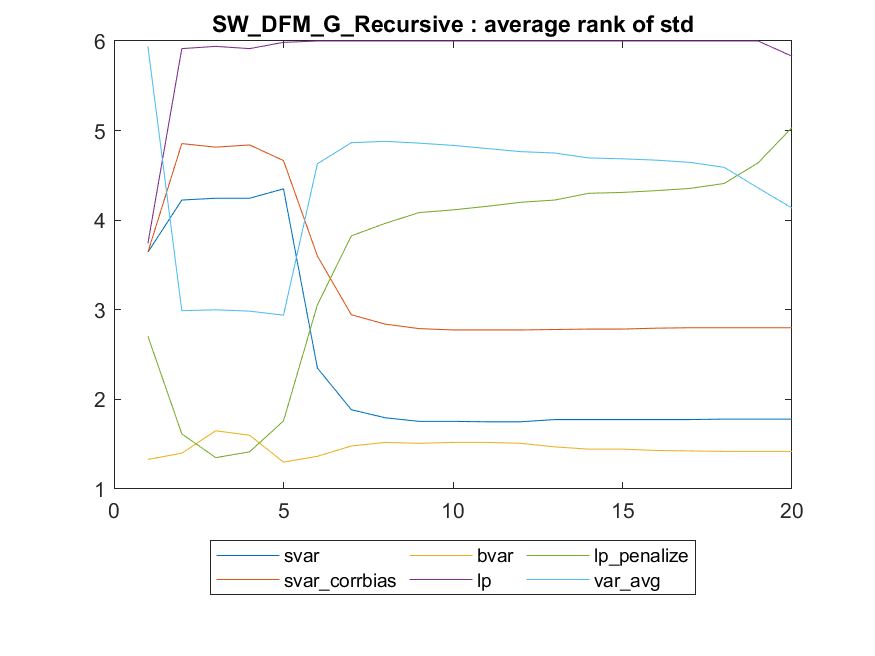 SW_DFM_G_Recursive : average rank of std
6
5
4
3
2
1
0 5 10 15 20
svar bvar lp_penalize
svar_corrbias lp var_avg